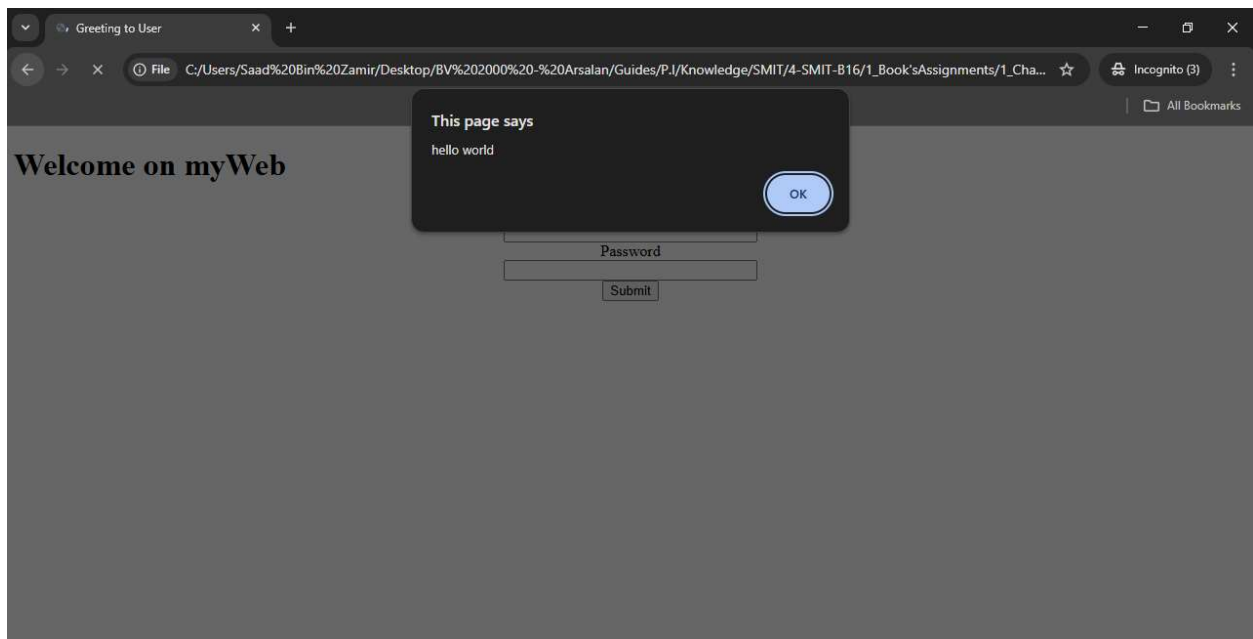 Greeting to User
File C:/Users/Saad%20Bin%20Zamir/Desktop/BV%202000%20-%20Arsalan/Guides/P.I/Knowledge/SMIT/4-SMIT-B16/1_Book'sAssignments/1_Cha... Incognito (3)
All Bookmarks
This page says
hello world
OK
Welcome on myWeb
Password
Submit